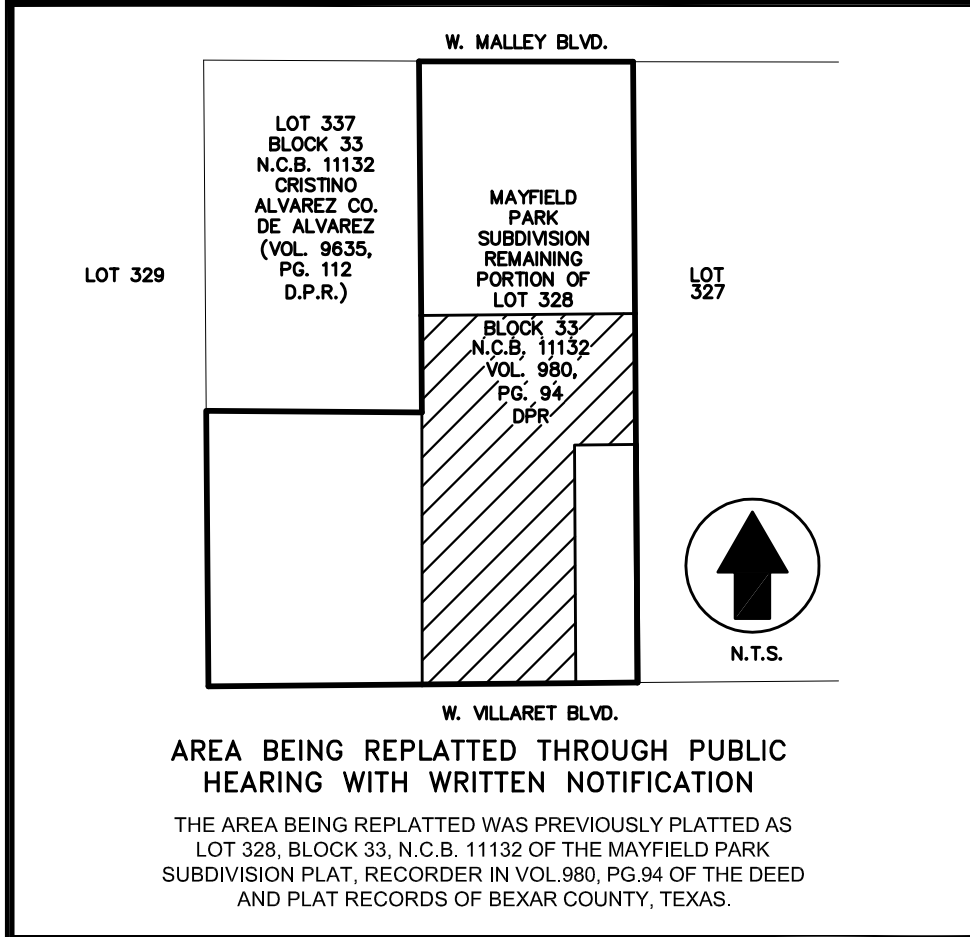 W. MALLEY BLVD.
LOT 337
BLOCK 33
N.C.B. 11132
CRISTINO
ALVAREZ CO.
DE ALVAREZ
(VOL. 9635,
PG. 112
D.P.R.)
LOT 329
MAYFIELD
PARK
SUBDIVISION
REMAINING
PORTION OF
LOT 328
BLOCK 33
N.C.B. 11132
VOL. 980,
PG. 94
DPR
LOT
327
N.T.S.
W. VILLARET BLVD.
AREA BEING REPLATTED THROUGH PUBLIC
HEARING WITH WRITTEN NOTIFICATION
THE AREA BEING REPLATTED WAS PREVIOUSLY PLATTED AS
LOT 328, BLOCK 33, N.C.B. 11132 OF THE MAYFIELD PARK
SUBDIVISION PLAT, RECORDER IN VOL.980, PG.94 OF THE DEED
AND PLAT RECORDS OF BEXAR COUNTY, TEXAS.